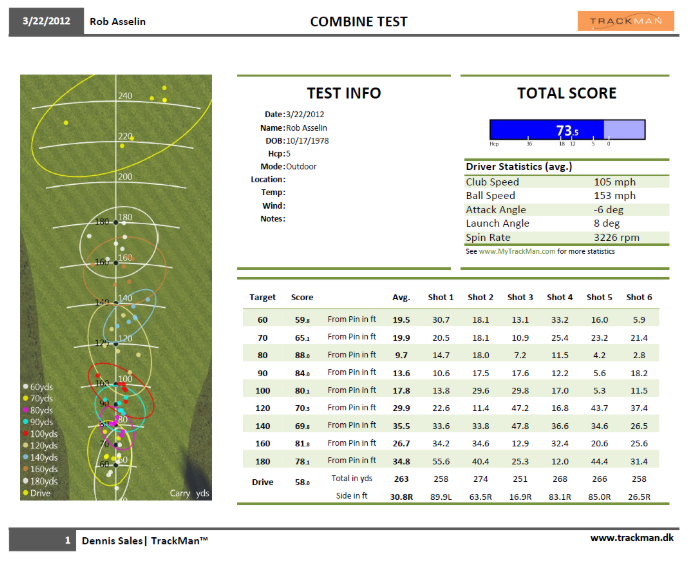 3/22/2012 Rob Asselin COMBINE TEST TRACKMAN
TEST INFO
Date: 3/22/2012
Name: Rob Asselin
DOB: 10/17/1978
Hcp: 5
Mode: Outdoor
Location:
Temp:
Wind:
Notes:
TOTAL SCORE
73.5
Hcp 36 18 12 5 0
Driver Statistics (avg.)
Club Speed 105 mph
Ball Speed 153 mph
Attack Angle -6 deg
Launch Angle 8 deg
Spin Rate 3226 rpm
See www.MyTrackMan.com for more statistics
240
220
200
180 180
160 160
140 140
120
100 100
90
80 80
70
60 60
40
60yds
70yds
80yds
90yds
100yds
120yds
140yds
160yds
180yds
Drive
Carry yds
Target Score Avg. Shot 1 Shot 2 Shot 3 Shot 4 Shot 5 Shot 6
60 59.8 From Pin in ft 19.5 30.7 18.1 13.1 33.2 16.0 5.9
70 65.1 From Pin in ft 19.9 20.5 18.1 10.9 25.4 23.2 21.4
80 88.0 From Pin in ft 9.7 14.7 18.0 7.2 11.5 4.2 2.8
90 84.0 From Pin in ft 13.6 10.6 17.5 17.6 12.2 5.6 18.2
100 80.1 From Pin in ft 17.8 13.8 29.6 29.8 17.0 5.3 11.5
120 70.3 From Pin in ft 29.9 22.6 11.4 47.2 16.8 43.7 37.4
140 69.8 From Pin in ft 35.5 33.6 33.8 47.8 36.6 34.6 26.5
160 81.8 From Pin in ft 26.7 34.2 34.6 12.9 32.4 20.6 25.6
180 78.1 From Pin in ft 34.8 55.6 40.4 25.3 12.0 44.4 31.4
Drive 58.0 Total in yds 263 258 274 251 268 266 258
Side in ft 30.8R 89.9L 63.5R 16.9R 83.1R 85.0R 26.5R
1 Dennis Sales| TrackMan™ www.trackman.dk